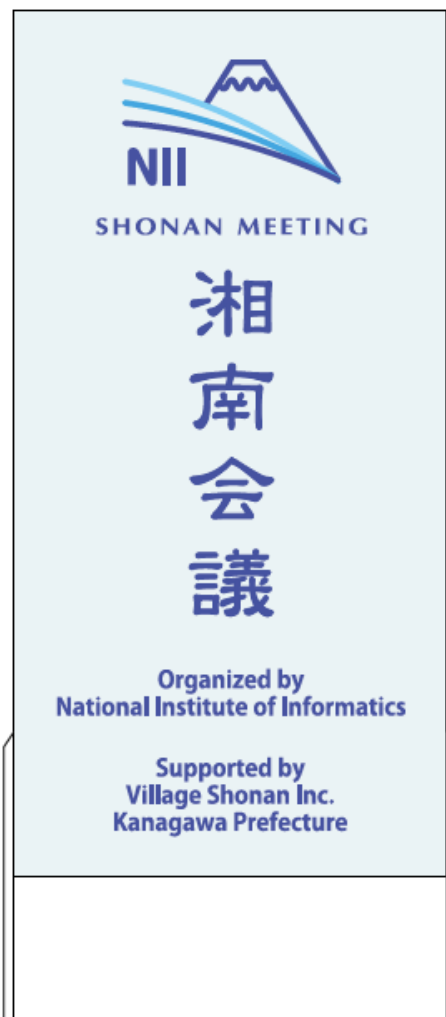 NII
SHONAN MEETING
湘南会議
Organized by
National Institute of Informatics
Supported by
Village Shonan Inc.
Kanagawa Prefecture